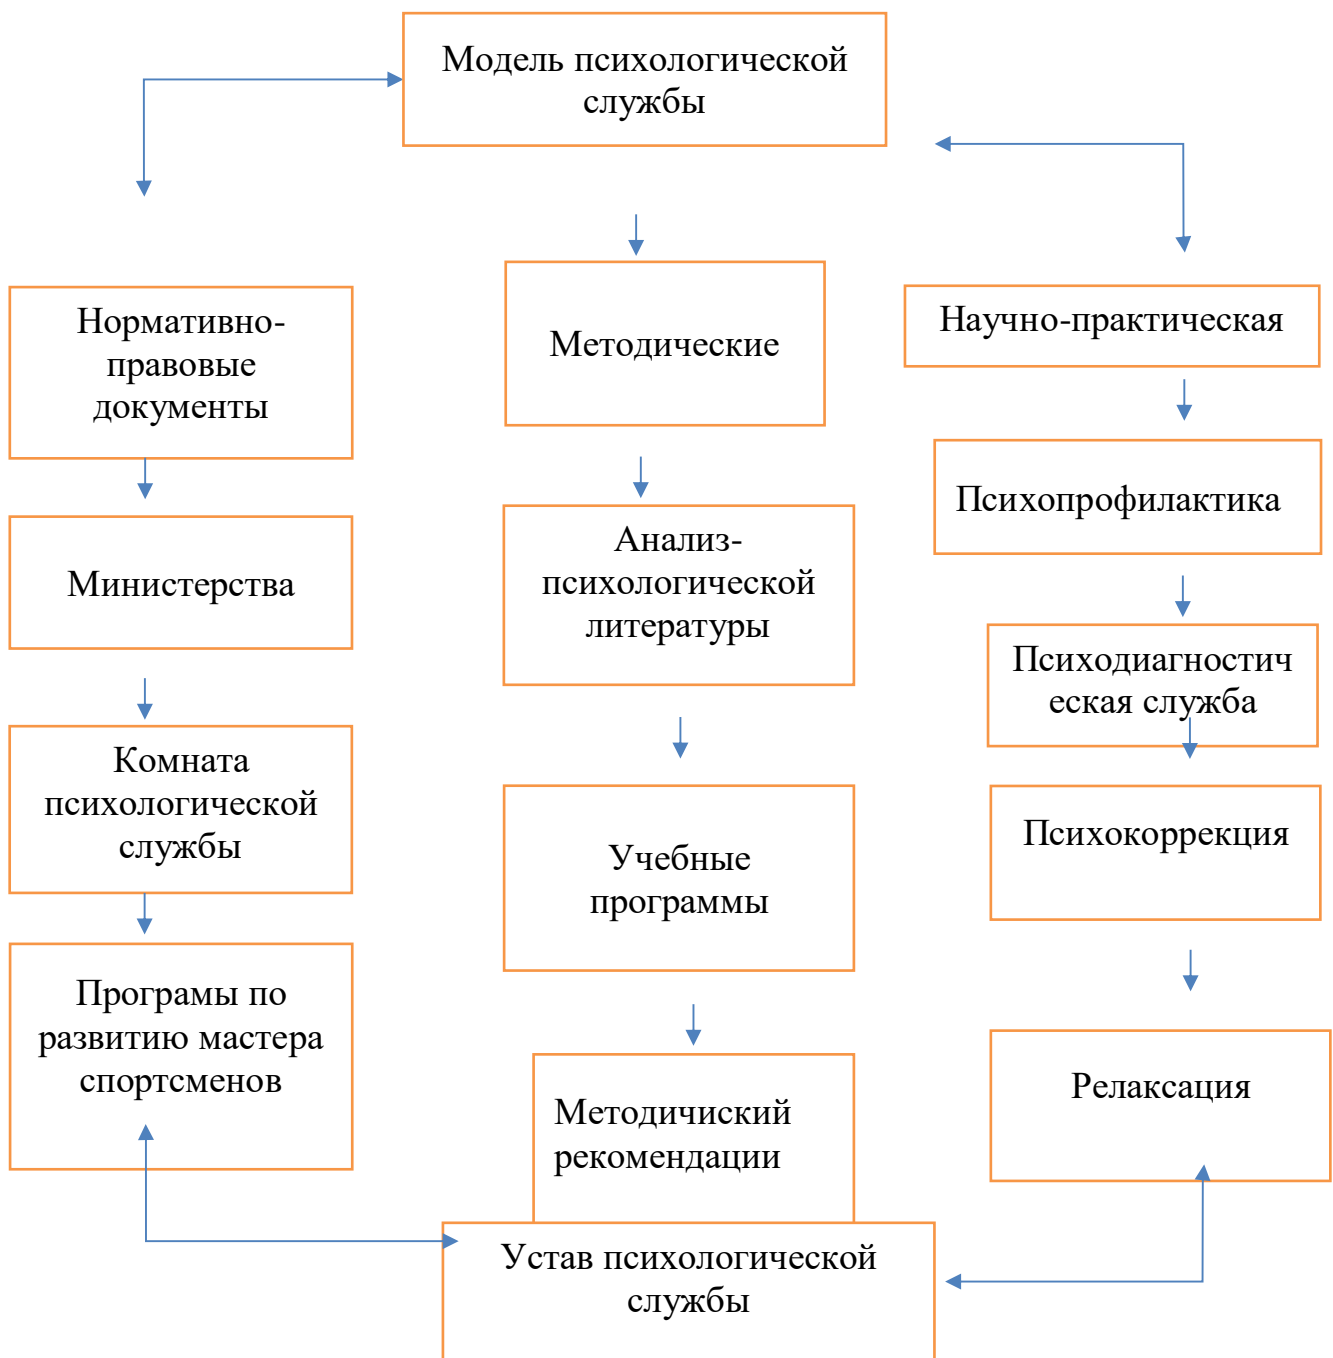 Модель психологической
службы
Нормативно-
правовые
документы
Министерства
Комната
психологической
службы
Програмы по
развитию мастера
спортсменов
Методические
Анализ-
психологической
литературы
Учебные
программы
Методичиский
рекомендации
Научно-практическая
Психопрофилактика
Психодиагностич
еская служба
Психокоррекция
Релаксация
Устав психологической
службы